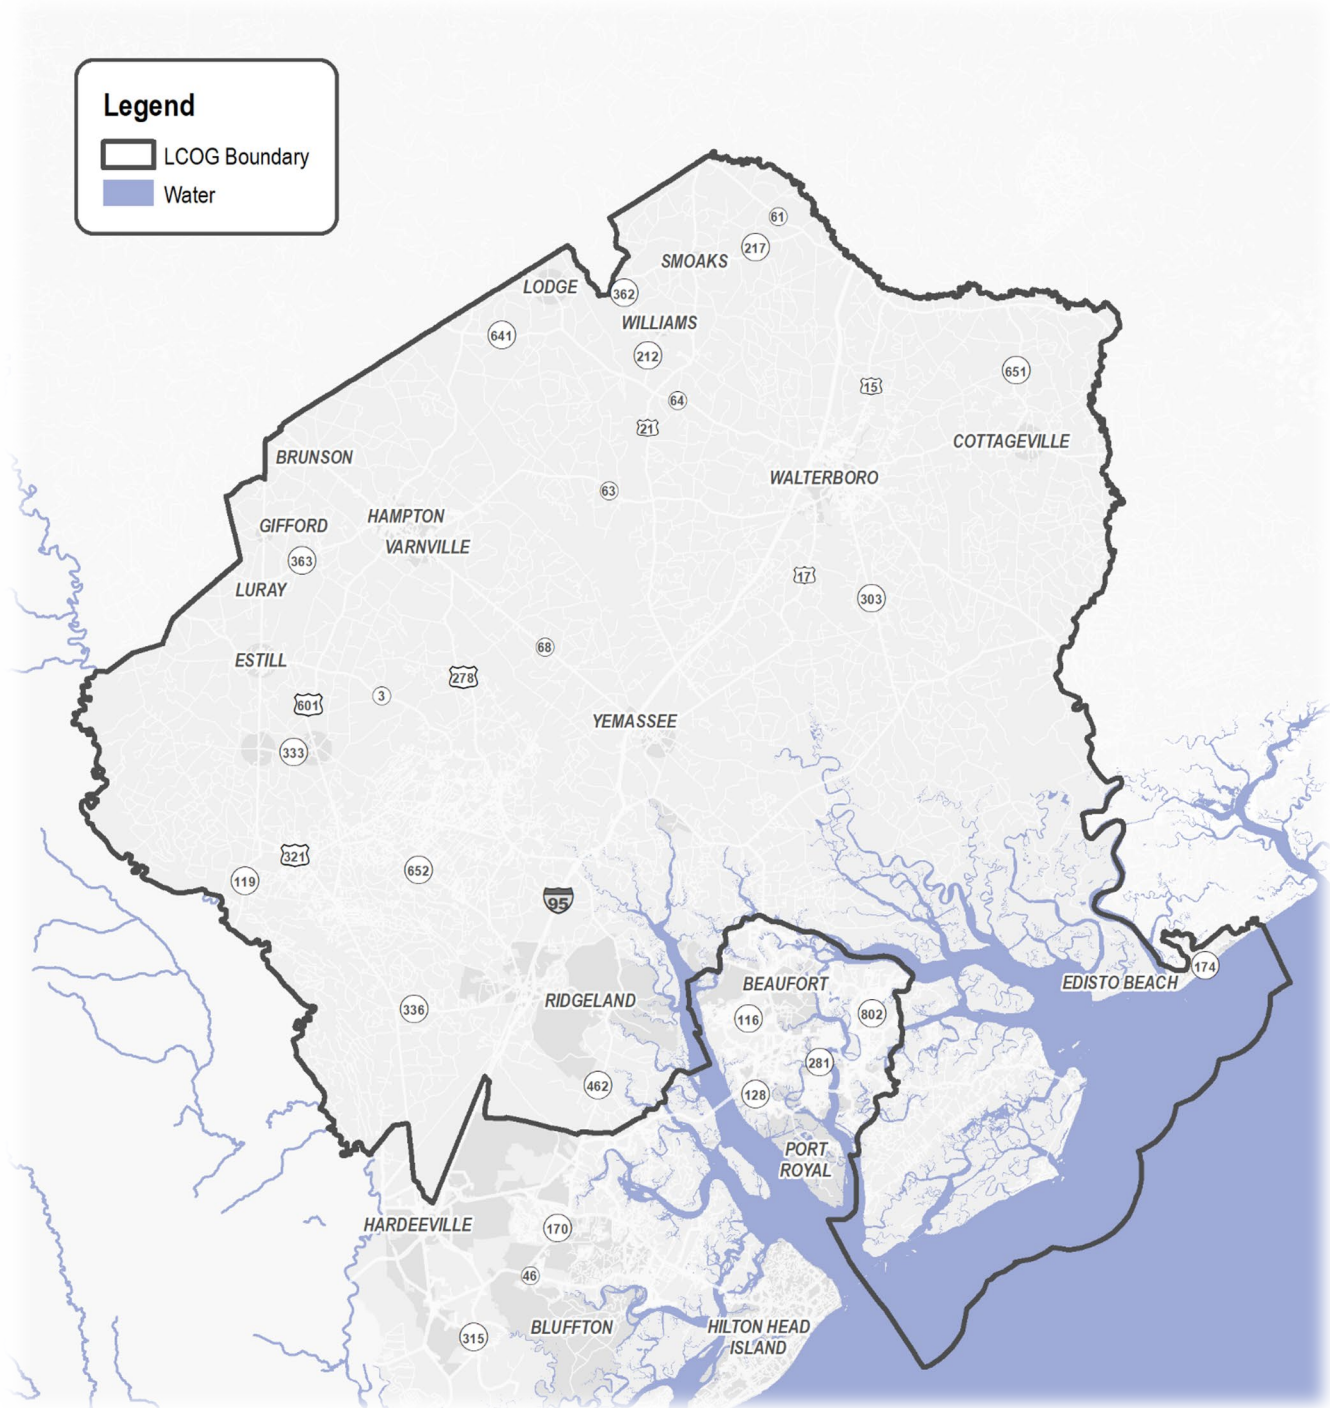 Legend
LCOG Boundary
Water
61
217
SMOAKS
LODGE
362
WILLIAMS
641
212
651
15
64
21
COTTAGEVILLE
BRUNSON
WALTERBORO
63
HAMPTON
GIFFORD
VARNVILLE
363
17
LURAY
303
68
ESTILL
278
3
601
YEMASSEE
333
321
652
119
95
174
BEAUFORT
EDISTO BEACH
RIDGELAND
336
116
802
281
462
128
PORT
ROYAL
HARDEEVILLE
170
46
BLUFFTON
HILTON HEAD
ISLAND
315